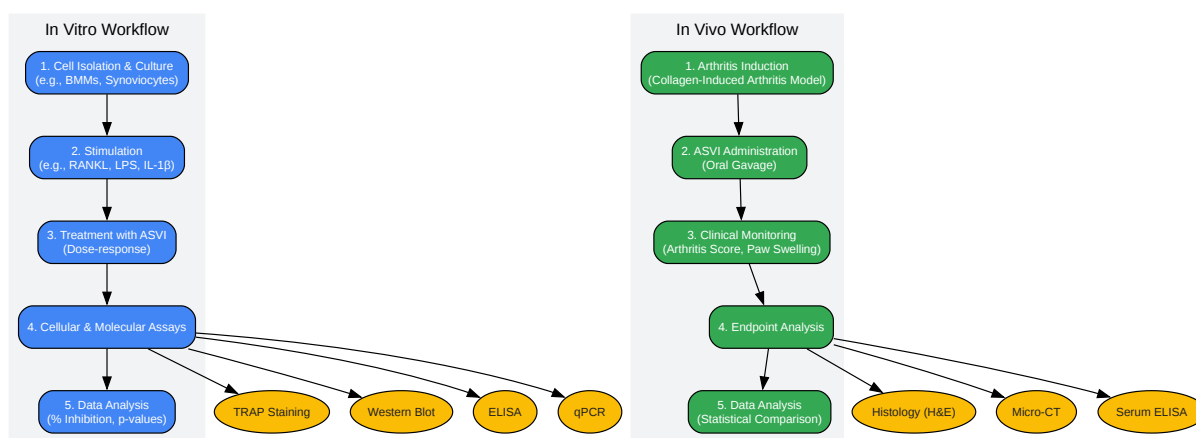 In Vitro Workflow
1. Cell Isolation & Culture
(e.g., BMMs, Synoviocytes)
2. Stimulation
(e.g., RANKL, LPS, IL-1β)
3. Treatment with ASVI
(Dose-response)
4. Cellular & Molecular Assays
5. Data Analysis
(% Inhibition, p-values)
TRAP Staining
Western Blot
ELISA
qPCR
In Vivo Workflow
1. Arthritis Induction
(Collagen-Induced Arthritis Model)
2. ASVI Administration
(Oral Gavage)
3. Clinical Monitoring
(Arthritis Score, Paw Swelling)
4. Endpoint Analysis
5. Data Analysis
(Statistical Comparison)
Histology (H&E)
Micro-CT
Serum ELISA